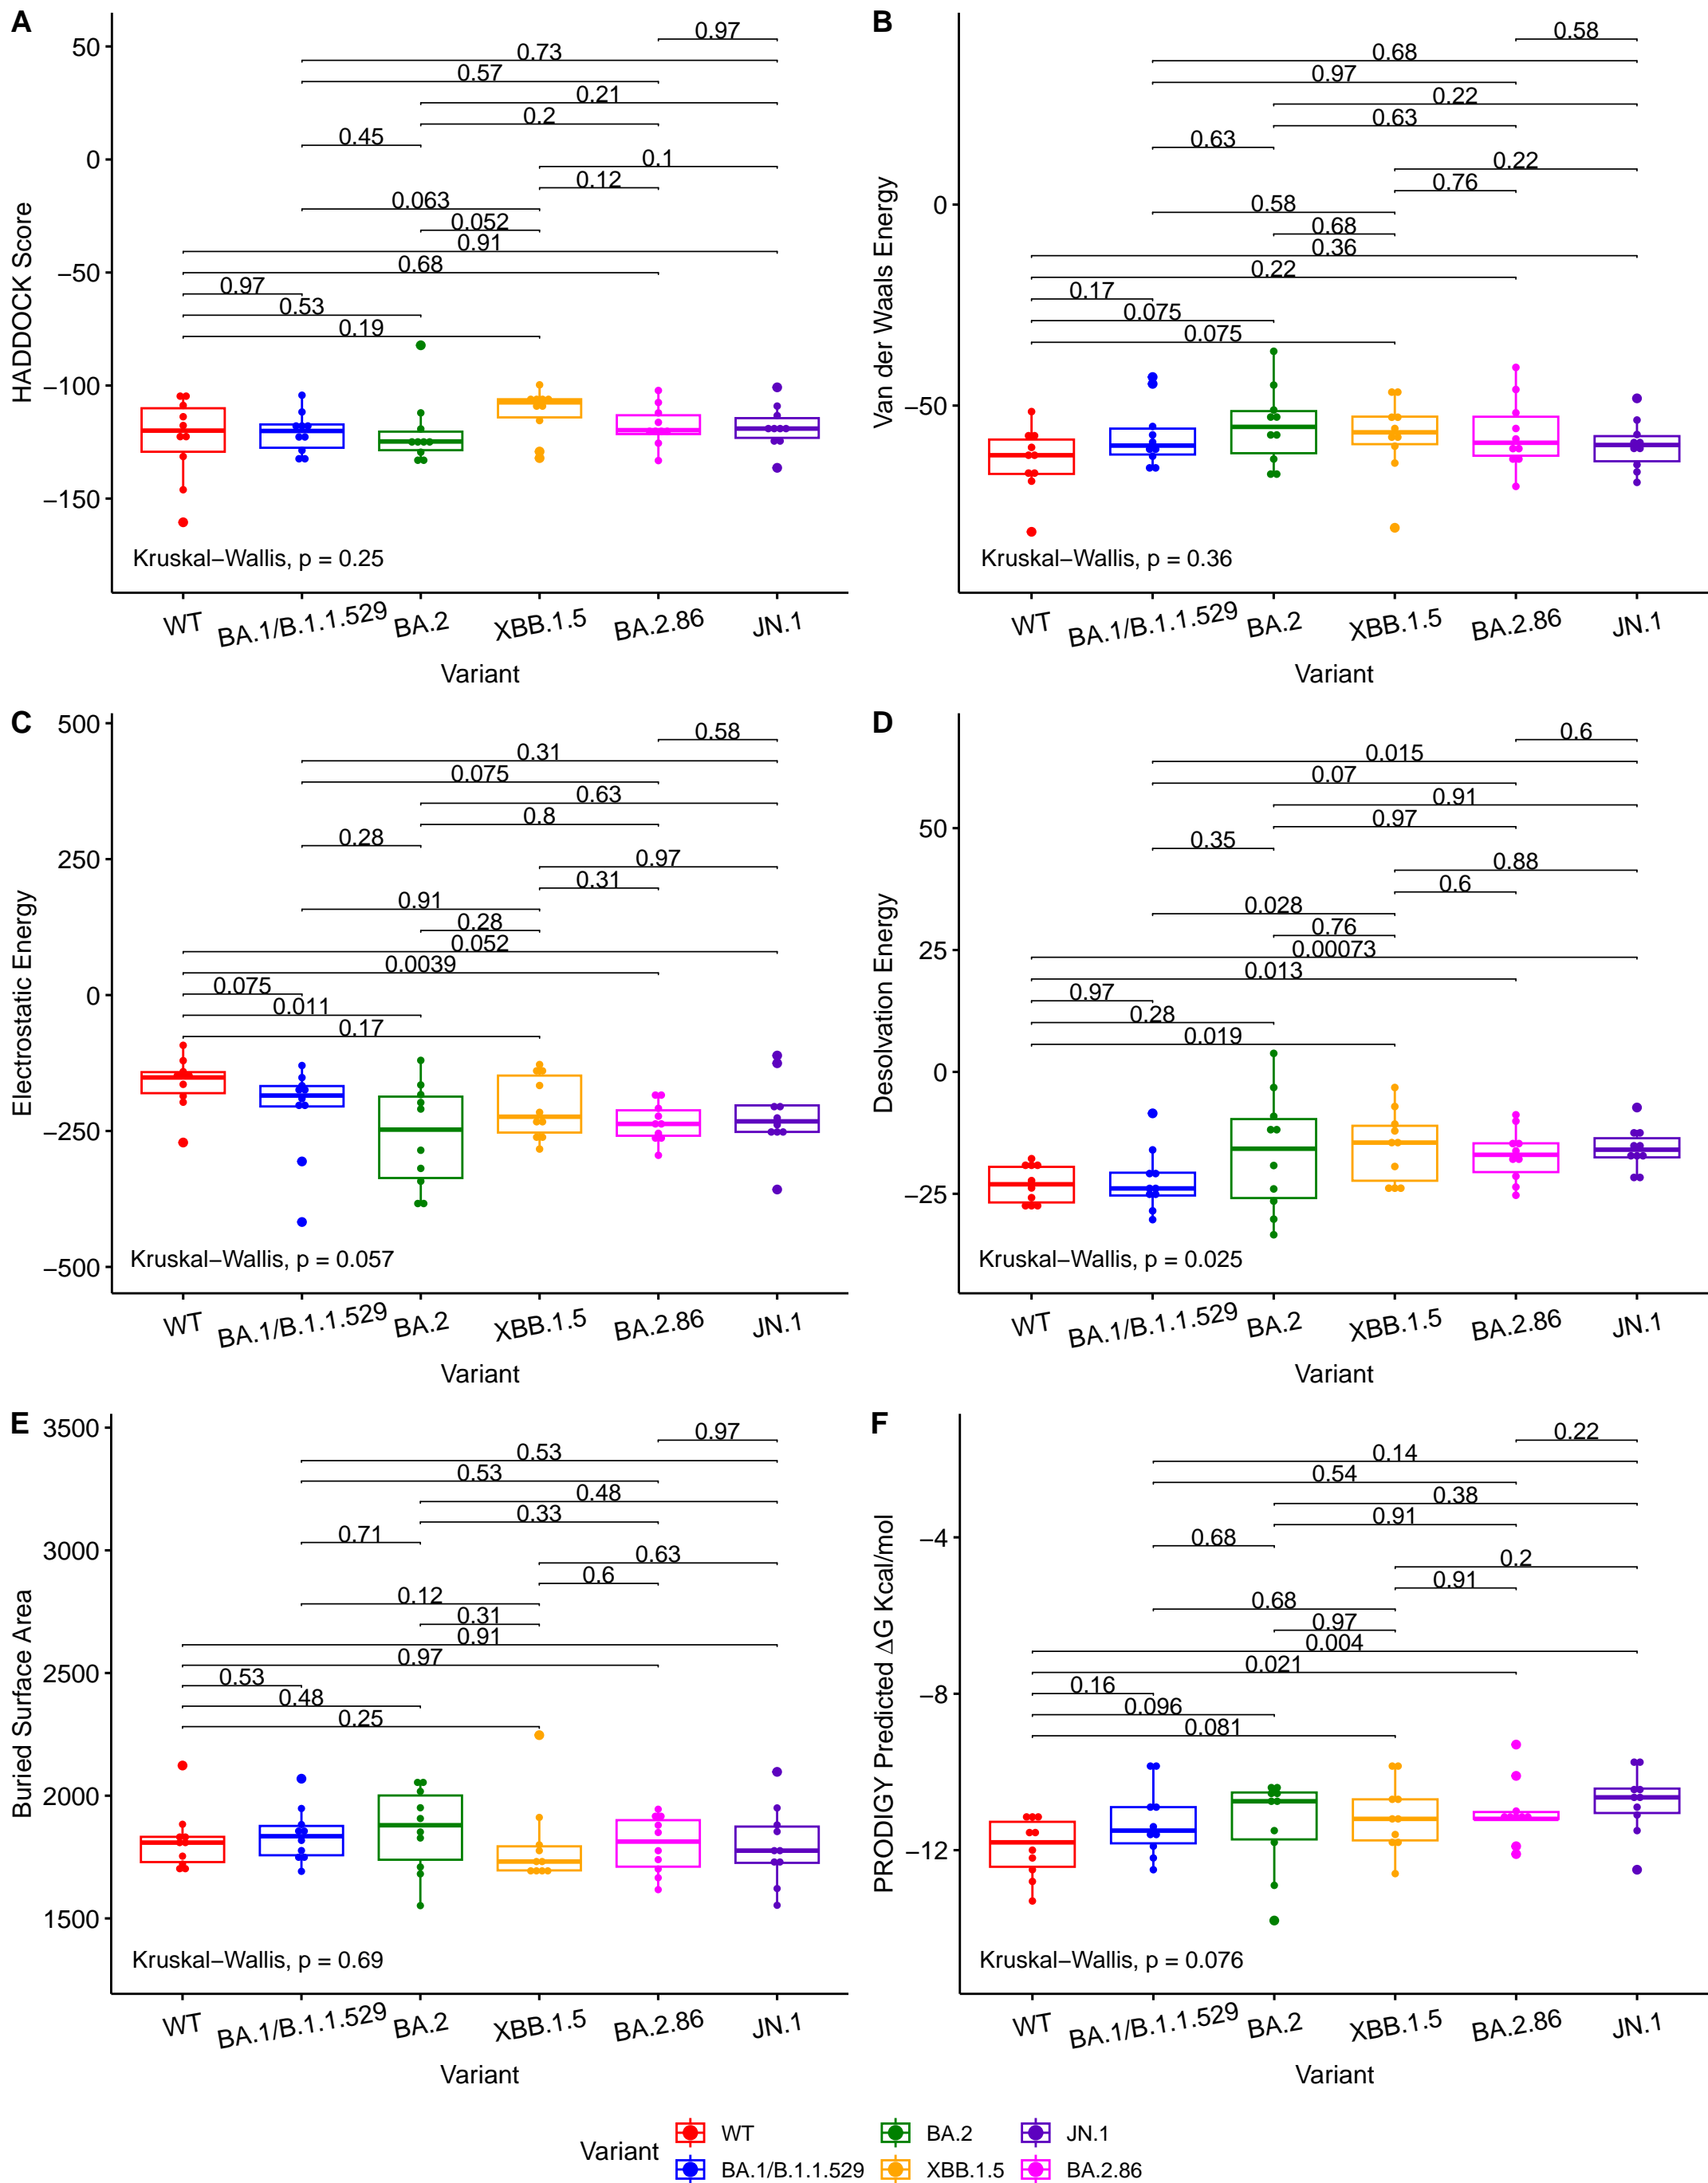 A
HADDOCK Score
50
0
−50
−100
−150
0.97
0.73
0.57
0.21
0.2
0.45
0.1
0.12
0.063
0.052
0.91
0.68
0.97
0.53
0.19
Kruskal−Wallis, p = 0.25
WT
BA.1/B.1.1.529
BA.2
XBB.1.5
BA.2.86
JN.1
Variant
B
Van der Waals Energy
0
−50
0.58
0.68
0.97
0.22
0.63
0.63
0.22
0.76
0.58
0.68
0.36
0.22
0.17
0.075
0.075
Kruskal−Wallis, p = 0.36
WT
BA.1/B.1.1.529
BA.2
XBB.1.5
BA.2.86
JN.1
Variant
C
Electrostatic Energy
500
250
0
−250
−500
0.58
0.31
0.075
0.63
0.8
0.28
0.97
0.31
0.91
0.28
0.052
0.0039
0.075
0.011
0.17
Kruskal−Wallis, p = 0.057
WT
BA.1/B.1.1.529
BA.2
XBB.1.5
BA.2.86
JN.1
Variant
D
Desolvation Energy
50
25
0
−25
0.6
0.015
0.07
0.91
0.97
0.35
0.88
0.6
0.028
0.76
0.00073
0.013
0.97
0.28
0.019
Kruskal−Wallis, p = 0.025
WT
BA.1/B.1.1.529
BA.2
XBB.1.5
BA.2.86
JN.1
Variant
E
Buried Surface Area
3500
3000
2500
2000
1500
0.97
0.53
0.53
0.48
0.33
0.71
0.63
0.6
0.12
0.31
0.91
0.97
0.53
0.48
0.25
Kruskal−Wallis, p = 0.69
WT
BA.1/B.1.1.529
BA.2
XBB.1.5
BA.2.86
JN.1
Variant
F
PRODIGY Predicted ΔG Kcal/mol
−4
−8
−12
0.22
0.14
0.54
0.38
0.91
0.68
0.2
0.91
0.68
0.97
0.004
0.021
0.16
0.096
0.081
Kruskal−Wallis, p = 0.076
WT
BA.1/B.1.1.529
BA.2
XBB.1.5
BA.2.86
JN.1
Variant
Variant
WT
BA.2
JN.1
BA.1/B.1.1.529
XBB.1.5
BA.2.86